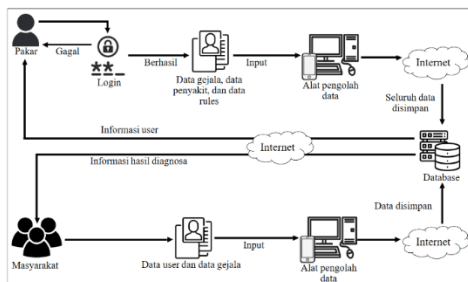 Pakar
Gagal
Login
Berhasil
Data gejala, data
penyakit, dan data
rules
Input
Alat pengolah
data
Internet
Seluruh data
disimpan
Informasi user
Internet
Informasi hasil diagnosa
Database
Data disimpan
Masyarakat
Data user dan data gejala
Input
Alat pengolah
data
Internet